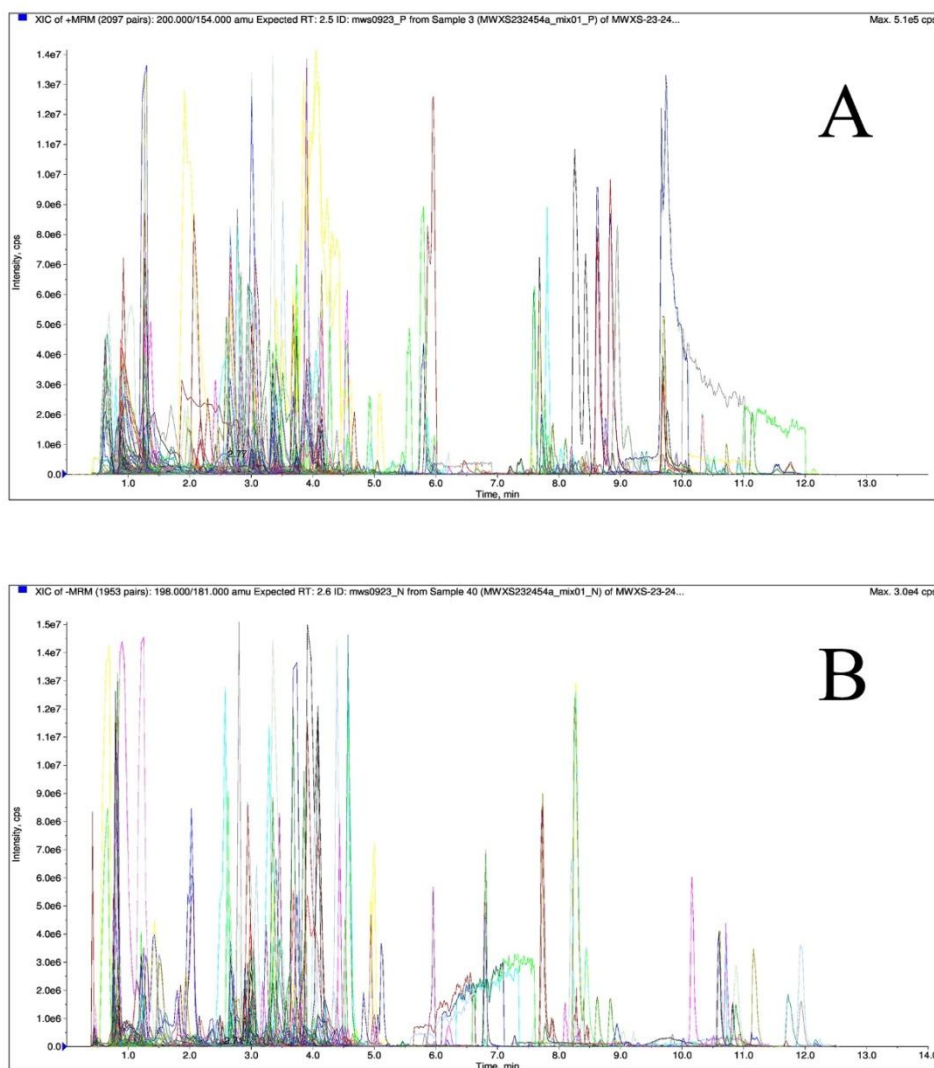 XIC of +MRM (2097 pairs): 200.000/154.000 amu Expected RT: 2.5 ID: mws0923_P from Sample 3 (MWXS232454a_mix01_P) of MWXS-23-24...
Max. 5.1e5 cps
A
1.4e7
1.3e7
1.2e7
1.1e7
1.0e7
9.0e6
8.0e6
7.0e6
6.0e6
5.0e6
4.0e6
3.0e6
2.0e6
1.0e6
0.0
Intensity, cps
2.77
1.0 2.0 3.0 4.0 5.0 6.0 7.0 8.0 9.0 10.0 11.0 12.0 13.0
Time, min
XIC of -MRM (1953 pairs): 198.000/181.000 amu Expected RT: 2.6 ID: mws0923_N from Sample 40 (MWXS232454a_mix01_N) of MWXS-23-24...
Max. 3.0e4 cps
B
1.5e7
1.4e7
1.3e7
1.2e7
1.1e7
1.0e7
9.0e6
8.0e6
7.0e6
6.0e6
5.0e6
4.0e6
3.0e6
2.0e6
1.0e6
0.0
Intensity, cps
1.0 2.0 3.0 4.0 5.0 6.0 7.0 8.0 9.0 10.0 11.0 12.0 13.0 14.0
Time, min